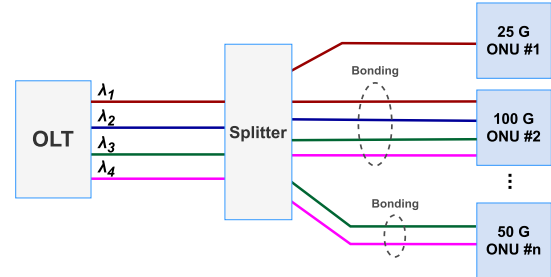 25 G
ONU #1
Bonding
λ1
λ2
λ3
λ4
OLT
Splitter
100 G
ONU #2
...
Bonding
50 G
ONU #n